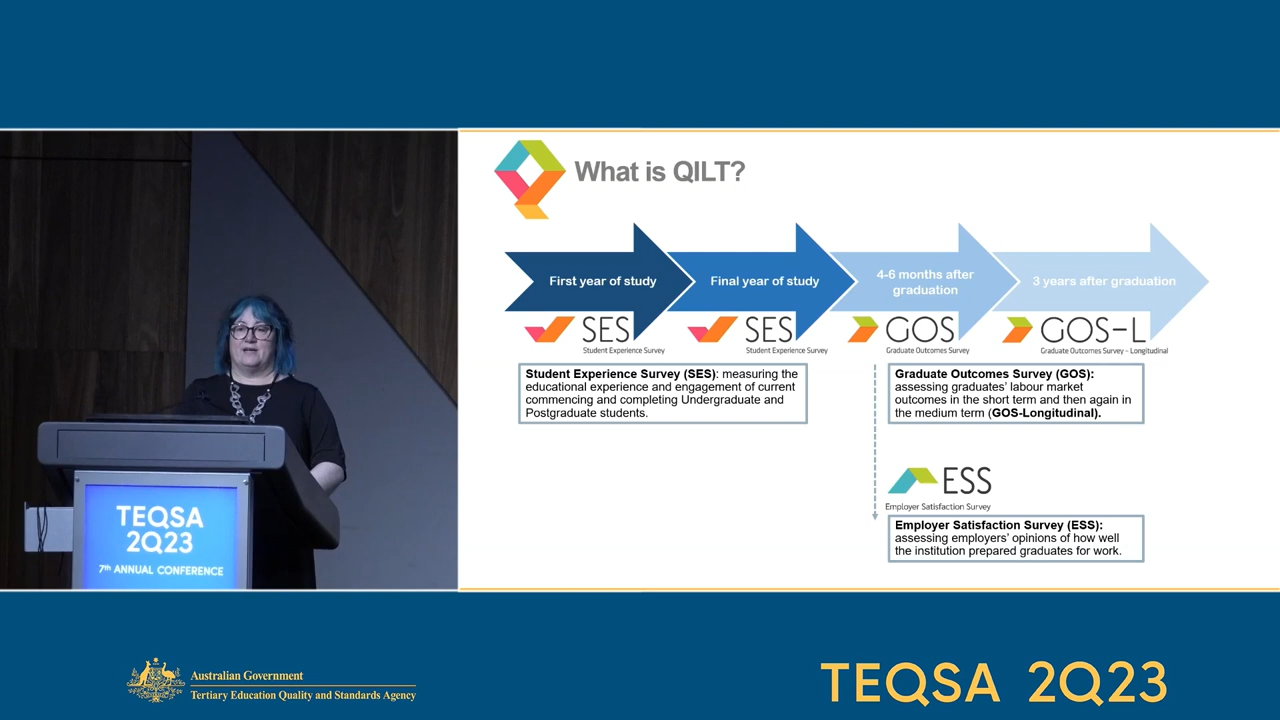 TEQSA
2Q23
7th ANNUAL CONFERENCE
What is QILT?
First year of study
Final year of study
4-6 months after
graduation
3 years after graduation
SES
Student Experience Survey
SES
Student Experience Survey
GOS
Graduate Outcomes Survey
GOS-L
Graduate Outcomes Survey – Longitudinal
Student Experience Survey (SES): measuring the
educational experience and engagement of current
commencing and completing Undergraduate and
Postgraduate students.
Graduate Outcomes Survey (GOS):
assessing graduates' labour market
outcomes in the short term and then again in
the medium term (GOS-Longitudinal).
ESS
Employer Satisfaction Survey
Employer Satisfaction Survey (ESS):
assessing employers' opinions of how well
the institution prepared graduates for work.
Australian Government
Tertiary Education Quality and Standards Agency
TEQSA 2Q23